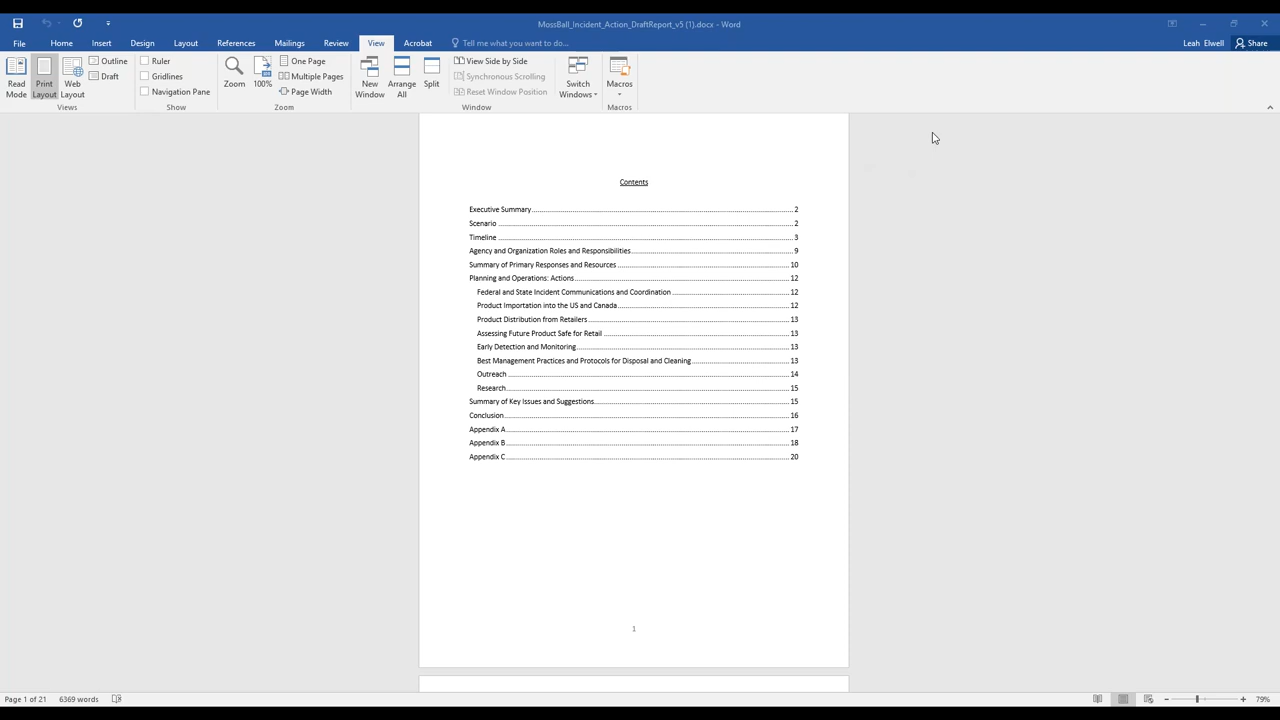 MossBall_Incident_Action_DraftReport_v5 (1).docx - Word
File Home Insert Design Layout References Mailings Review View Acrobat Tell me what you want to do... Leah Elwell Share
Read Mode
Print Layout
Web Layout
Outline
Draft
Views
Ruler
Gridlines
Navigation Pane
Show
Zoom
100%
One Page
Multiple Pages
Page Width
Zoom
New Window
Arrange All
Split
View Side by Side
Synchronous Scrolling
Reset Window Position
Window
Switch Windows
Macros
Macros
Contents
Executive Summary 2
Scenario 2
Timeline 3
Agency and Organization Roles and Responsibilities 9
Summary of Primary Responses and Resources 10
Planning and Operations: Actions 12
Federal and State Incident Communications and Coordination 12
Product Importation into the US and Canada 12
Product Distribution from Retailers 13
Assessing Future Product Safe for Retail 13
Early Detection and Monitoring 13
Best Management Practices and Protocols for Disposal and Cleaning 13
Outreach 14
Research 15
Summary of Key Issues and Suggestions 15
Conclusion 16
Appendix A 17
Appendix B 18
Appendix C 20
1
Page 1 of 21 6369 words 79%